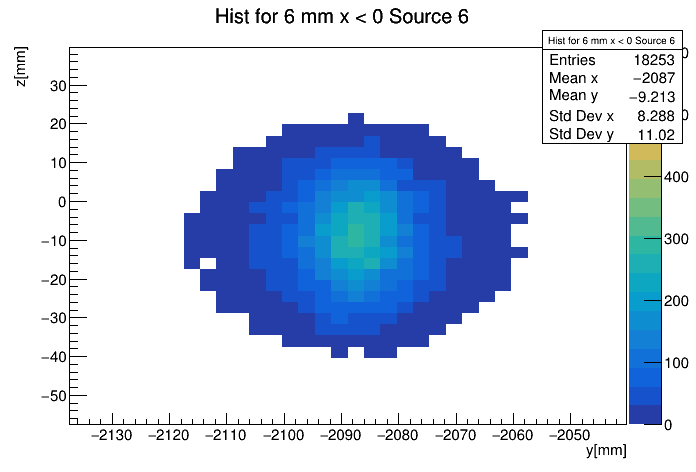 Hist for 6 mm x < 0 Source 6
z[mm]
Hist for 6 mm x < 0 Source 6
Entries 18253
Mean x −2087
Mean y −9.213
Std Dev x 8.288
Std Dev y 11.02
30
20
10
0
−10
−20
−30
−40
−50
0
0
400
300
200
100
0
−2130 −2120 −2110 −2100 −2090 −2080 −2070 −2060 −2050
y[mm]